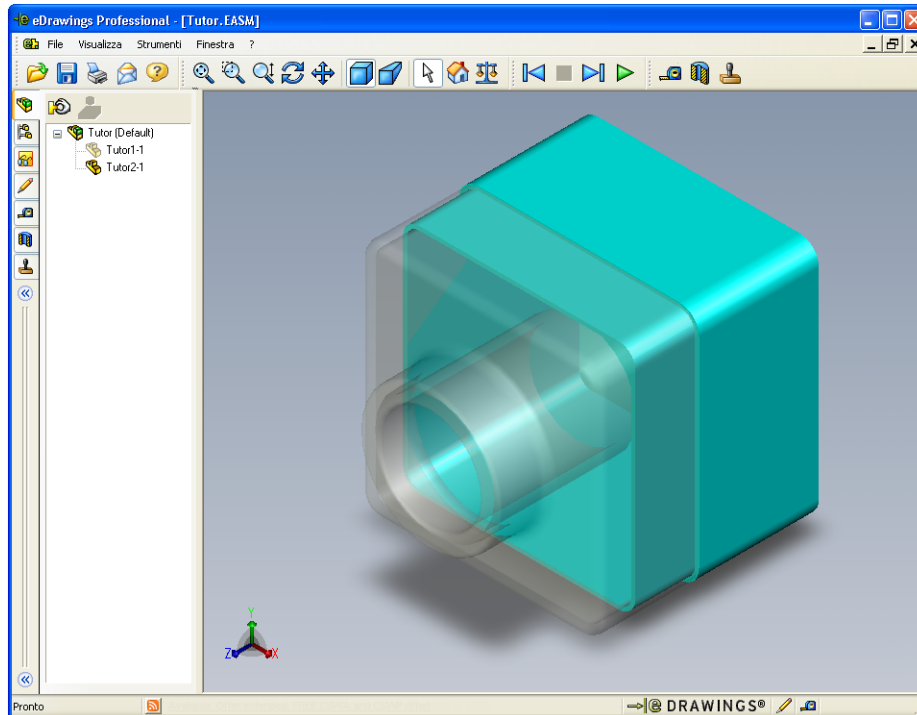 eDrawings Professional - [Tutor.EASM]
File Visualizza Strumenti Finestra ?
Tutor (Default)
Tutor1-1
Tutor2-1
Y
Z X
Pronto
e DRAWINGS®